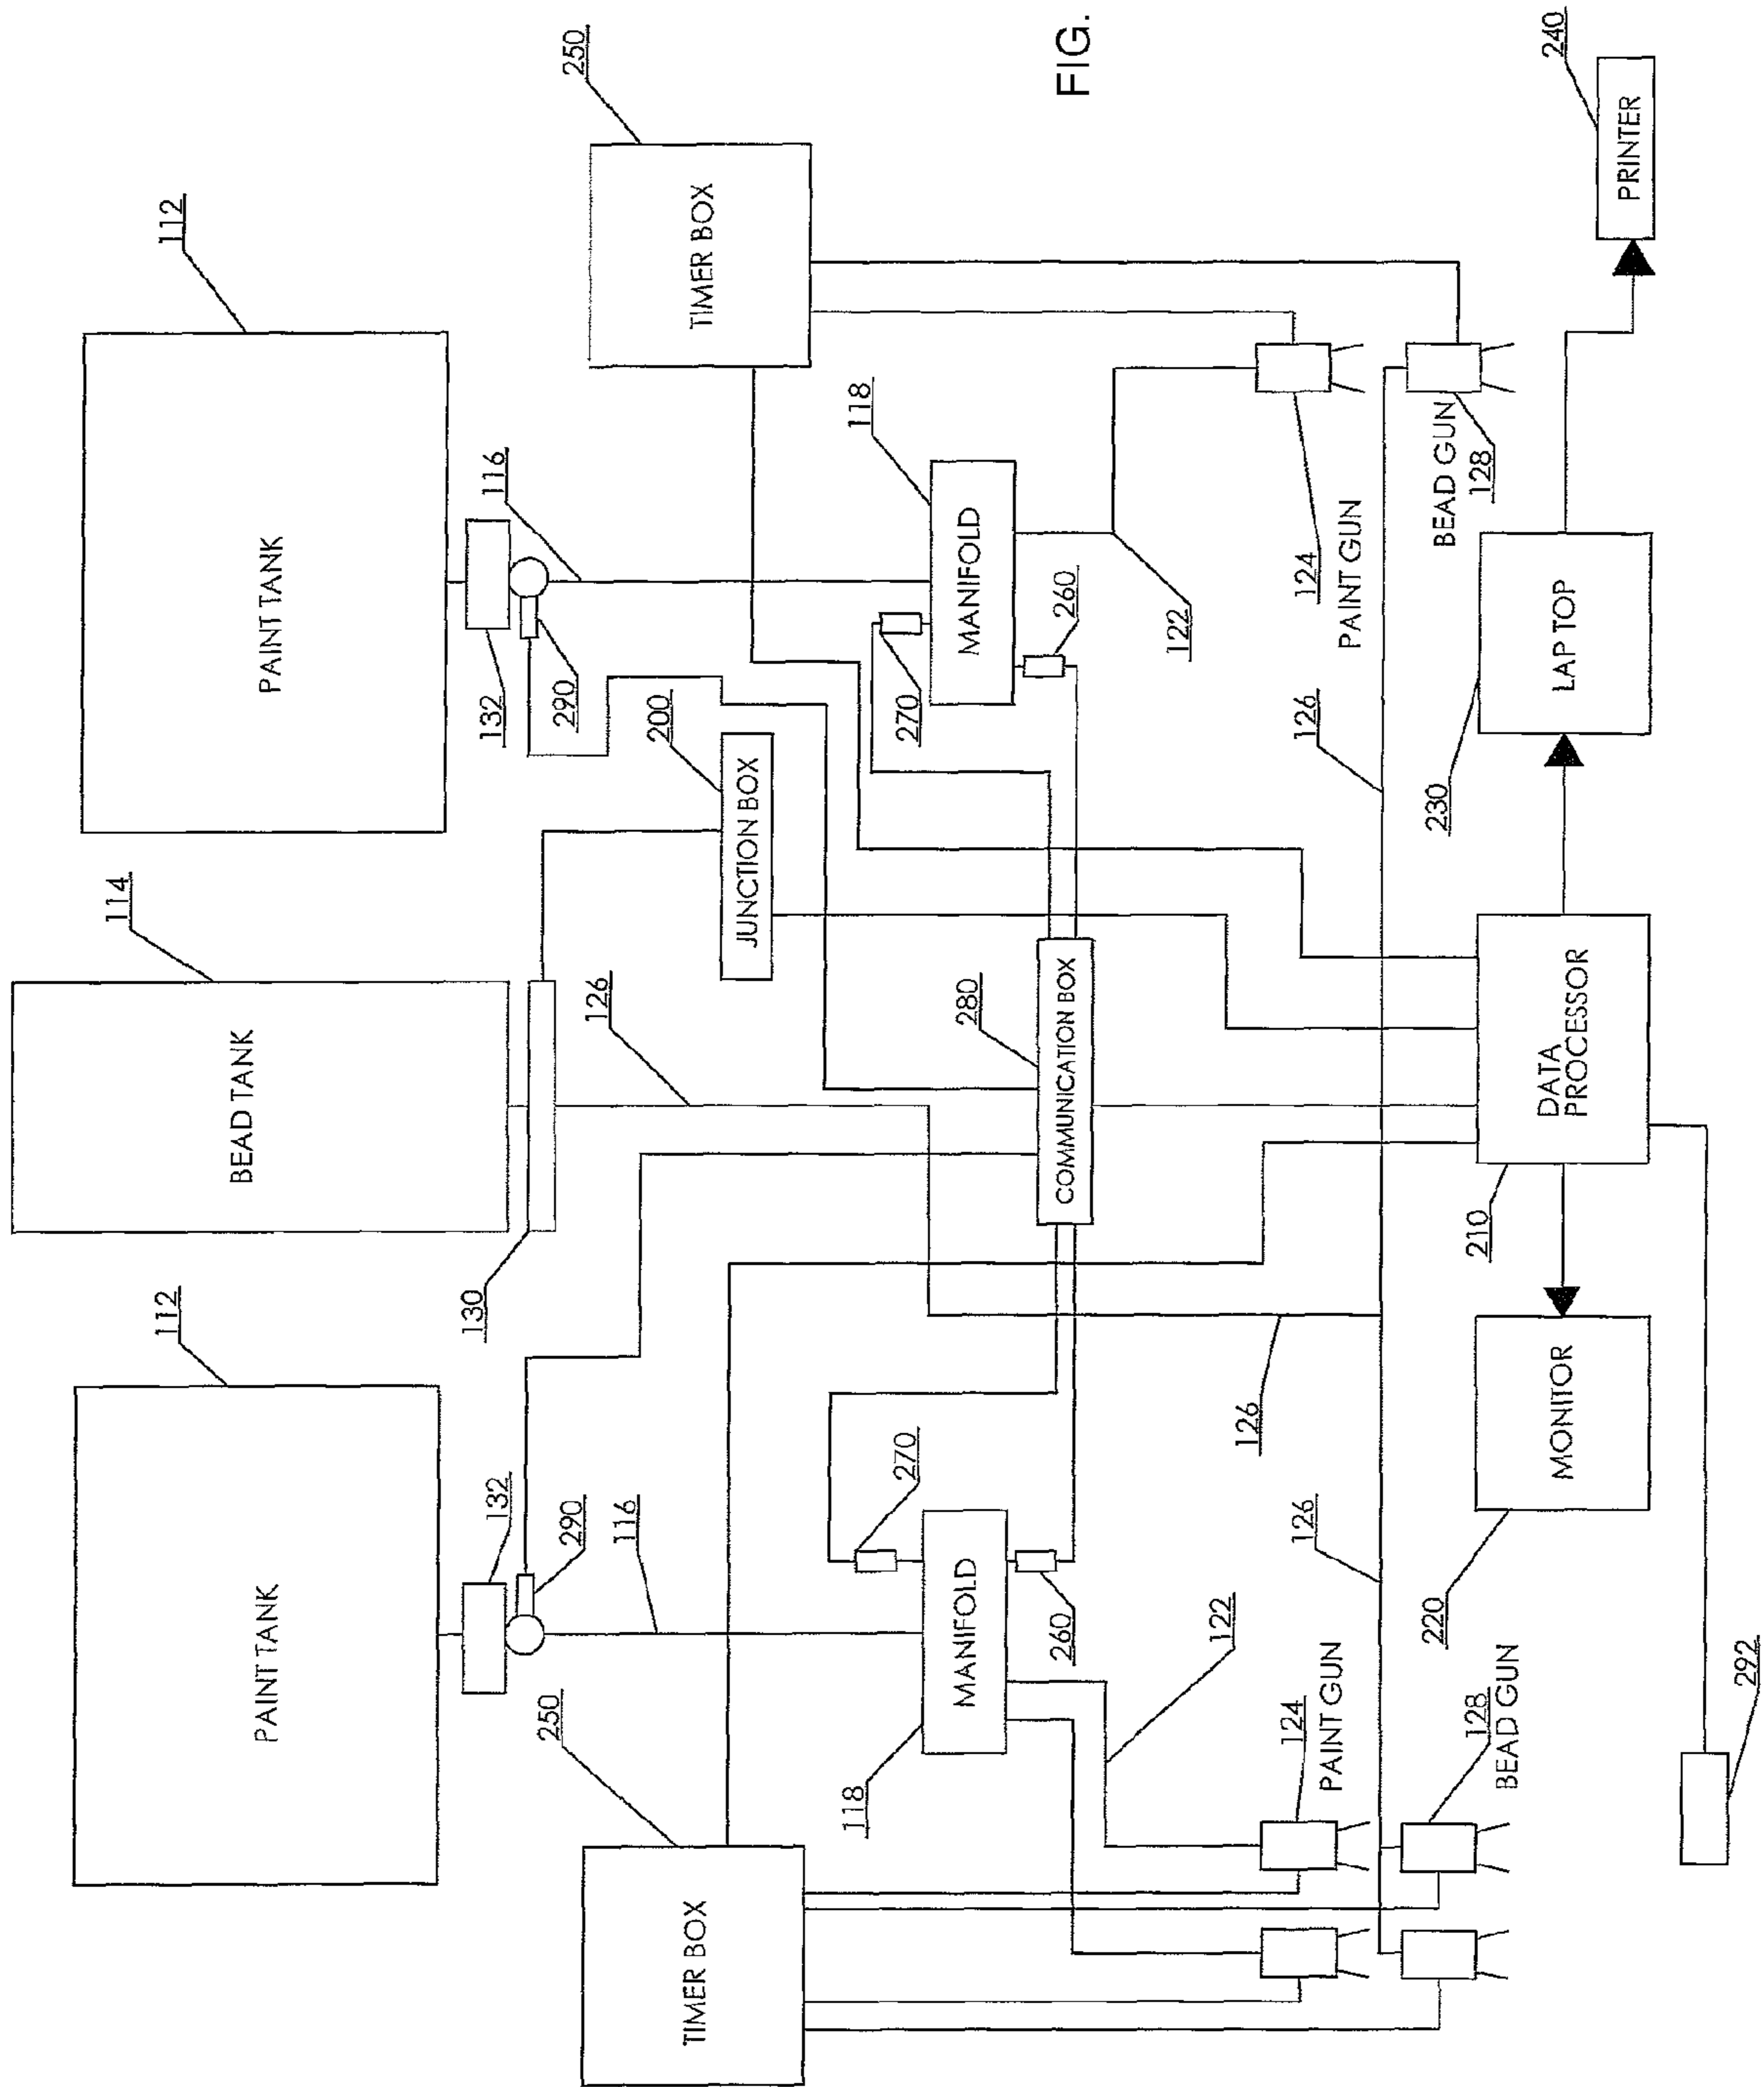 114
112
112
BEAD TANK
PAINT TANK
PAINT TANK
130
132
132
116
250
250
290
290
126
200
116
TIMER BOX
TIMER BOX
JUNCTION BOX
118
118
270
270
MANIFOLD
MANIFOLD
280
260
260
COMMUNICATION BOX
FIG.
122
122
126
124
126
126
124
PAINT GUN
PAINT GUN
230
220
210
128
BEAD GUN
128
BEAD GUN
MONITOR
DATA
PROCESSOR
LAP TOP
240
PRINTER
292